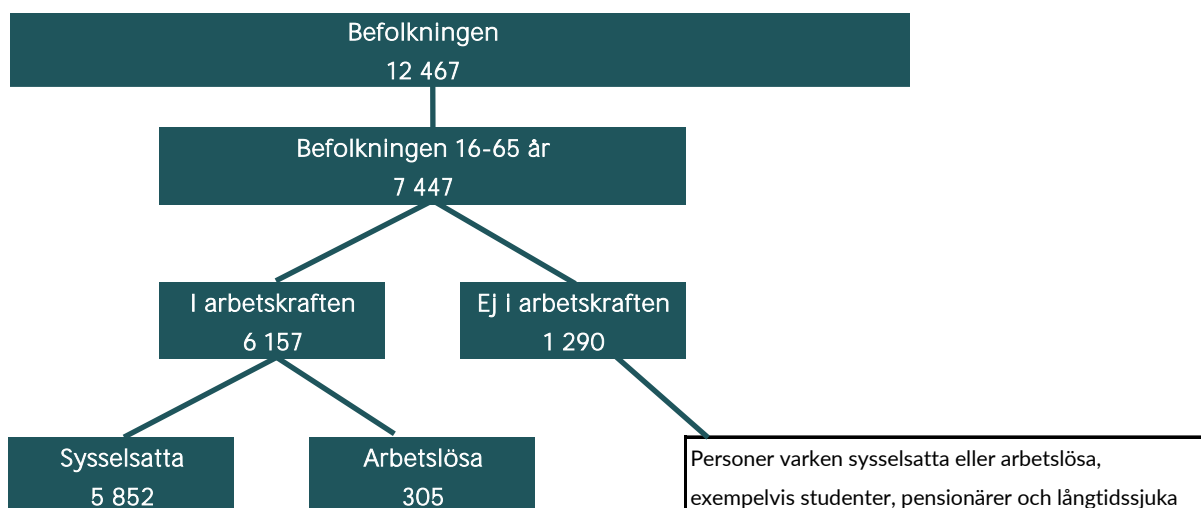 Befolkningen
12 467
Befolkningen 16-65 år
7 447
I arbetskraften
6 157
Ej i arbetskraften
1 290
Sysselsatta
5 852
Arbetslösa
305
Personer varken sysselsatta eller arbetslösa,
exempelvis studenter, pensionärer och långtidssjuka